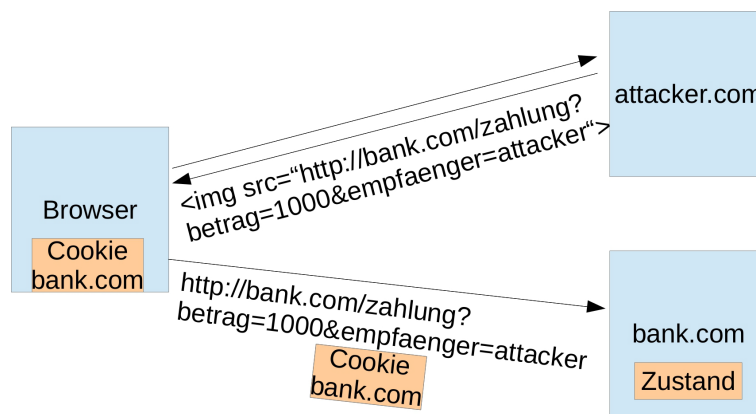 attacker.com
<img src=“http://bank.com/zahlung?
betrag=1000&empfaenger=attacker“>
Browser
Cookie
bank.com
http://bank.com/zahlung?
betrag=1000&empfaenger=attacker
Cookie
bank.com
bank.com
Zustand